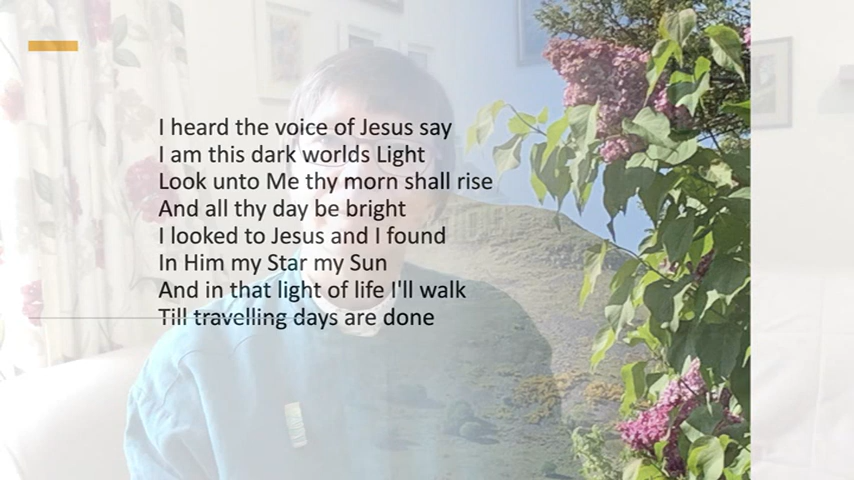 I heard the voice of Jesus say
I am this dark worlds Light
Look unto Me thy morn shall rise
And all thy day be bright
I looked to Jesus and I found
In Him my Star my Sun
And in that light of life I'll walk
Till travelling days are done